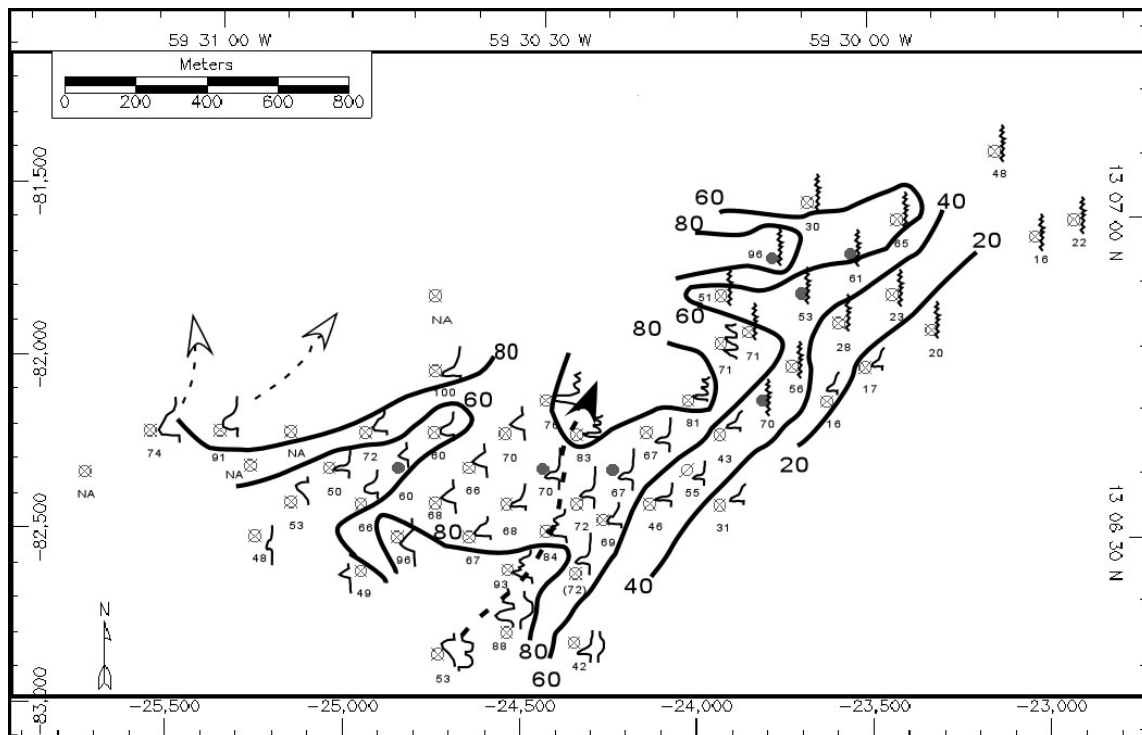 59 31 00 W 59 30 30 W 59 30 00 W
Meters
0 200 400 600 800
48
-81,500
13 07 00 N
60 40
80 30 65 22
20 16
96 61
51 53 23
NA 60 28 20
-82,000 80 80 71 71
100 56 17
60 76 81 70 16
74 91 NA 72 60 70 83 67 43
NA NA 50 60 66 70 67 55 20
53 66 68 68 72 46 31
-82,500
13 06 30 N
48 96 80 67 84 69
49 93 (72) 40
N
88 80 42
53 60
-83,000
-25,500 -25,000 -24,500 -24,000 -23,500 -23,000